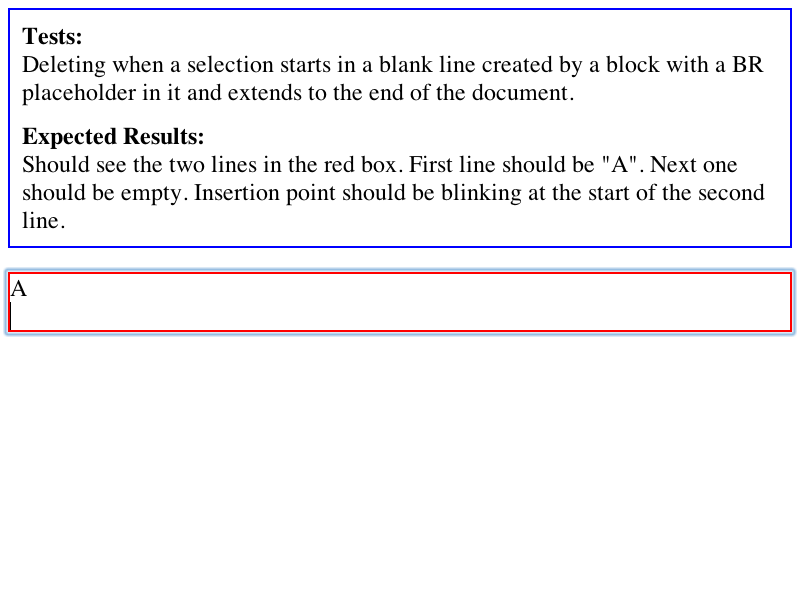 Tests:
Deleting when a selection starts in a blank line created by a block with a BR
placeholder in it and extends to the end of the document.
Expected Results:
Should see the two lines in the red box. First line should be "A". Next one
should be empty. Insertion point should be blinking at the start of the second
line.
A